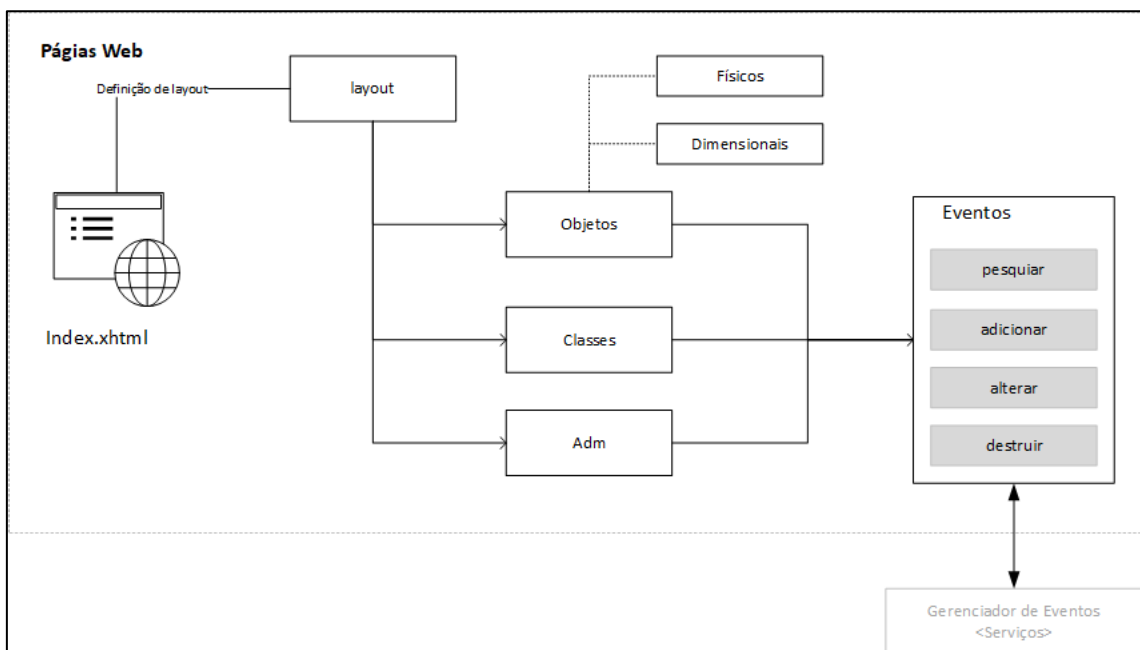 Págias Web
Definição de layout
layout
Físicos
Dimensionais
Objetos
Classes
Adm
Index.xhtml
Eventos
pesquiar
adicionar
alterar
destruir
Gerenciador de Eventos
<Serviços>